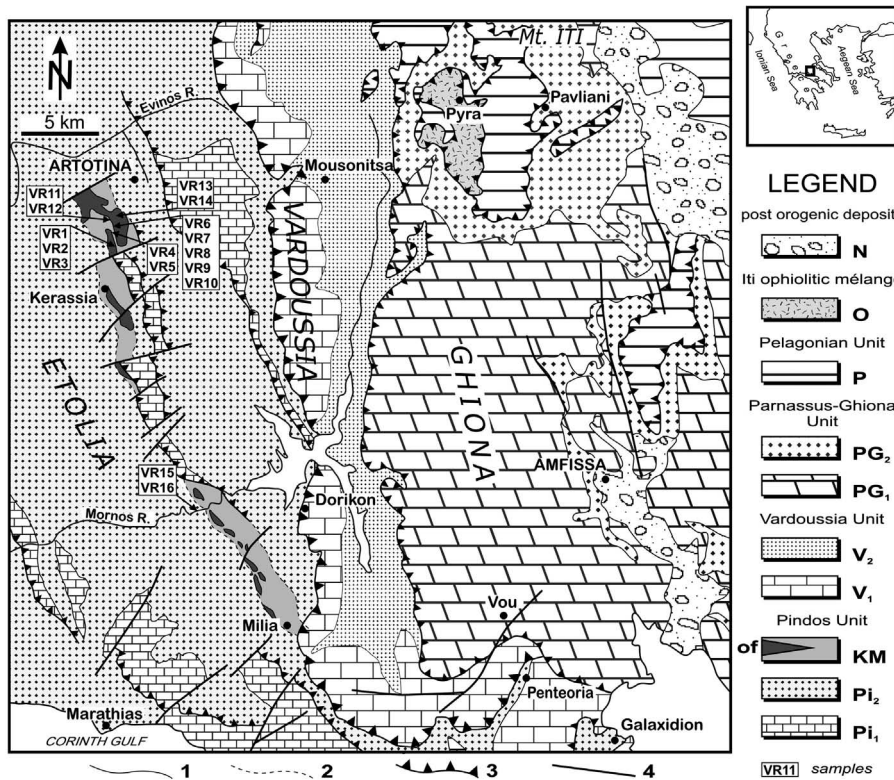 Mt. ITI
N
5 km
Evinos R.
Pyra
Pavliani
ARTOTINA
Mousonitsa
VR11
VR12
VR13
VR14
VR1
VR2
VR3
VR6
VR7
VR8
VR9
VR10
VR4
VR5
Kerassia
VARDOUSSIA
GHIONA
ETOLIA
AMFISSA
VR15
VR16
Dorikon
Mornos R.
Vou
Milia
Penteoria
Marathias
Galaxidion
CORINTH GULF
1 2 3 4
Greece
Ionian Sea
Aegean Sea
LEGEND
post orogenic deposit
N
Iti ophiolitic mélange
O
Pelagonian Unit
P
Parnassus-Ghiona
Unit
PG2
PG1
Vardoussia Unit
V2
V1
Pindos Unit
of KM
Pi2
Pi1
VR11 samples